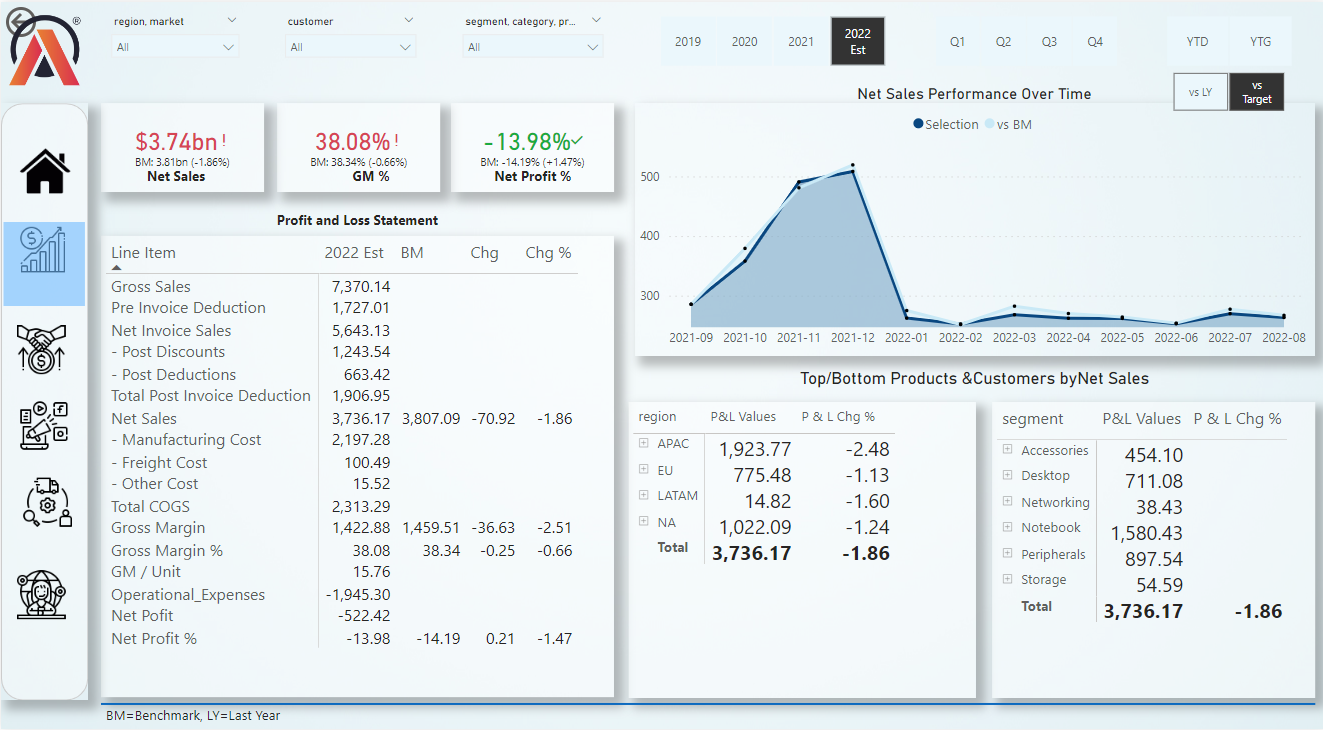 ®
region, market
customer
segment, category, pr...
All
All
All
2019
2020
2021
2022 Est
Q1
Q2
Q3
Q4
YTD
YTG
vs LY
vs Target
$3.74bn!
BM: 3.81bn (-1.86%)
Net Sales
38.08%!
BM: 38.34% (-0.66%)
GM %
-13.98%✓
BM: -14.19% (+1.47%)
Net Profit %
Net Sales Performance Over Time
Selection vs BM
500
400
300
2021-09 2021-10 2021-11 2021-12 2022-01 2022-02 2022-03 2022-04 2022-05 2022-06 2022-07 2022-08
Profit and Loss Statement
Line Item 2022 Est BM Chg Chg %
Gross Sales 7,370.14
Pre Invoice Deduction 1,727.01
Net Invoice Sales 5,643.13
- Post Discounts 1,243.54
- Post Deductions 663.42
Total Post Invoice Deduction 1,906.95
Net Sales 3,736.17 3,807.09 -70.92 -1.86
- Manufacturing Cost 2,197.28
- Freight Cost 100.49
- Other Cost 15.52
Total COGS 2,313.29
Gross Margin 1,422.88 1,459.51 -36.63 -2.51
Gross Margin % 38.08 38.34 -0.25 -0.66
GM / Unit 15.76
Operational_Expenses -1,945.30
Net Pofit -522.42
Net Profit % -13.98 -14.19 0.21 -1.47
Top/Bottom Products &Customers byNet Sales
region P&L Values P & L Chg %
APAC 1,923.77 -2.48
EU 775.48 -1.13
LATAM 14.82 -1.60
NA 1,022.09 -1.24
Total 3,736.17 -1.86
segment P&L Values P & L Chg %
Accessories 454.10
Desktop 711.08
Networking 38.43
Notebook 1,580.43
Peripherals 897.54
Storage 54.59
Total 3,736.17 -1.86
BM=Benchmark, LY=Last Year